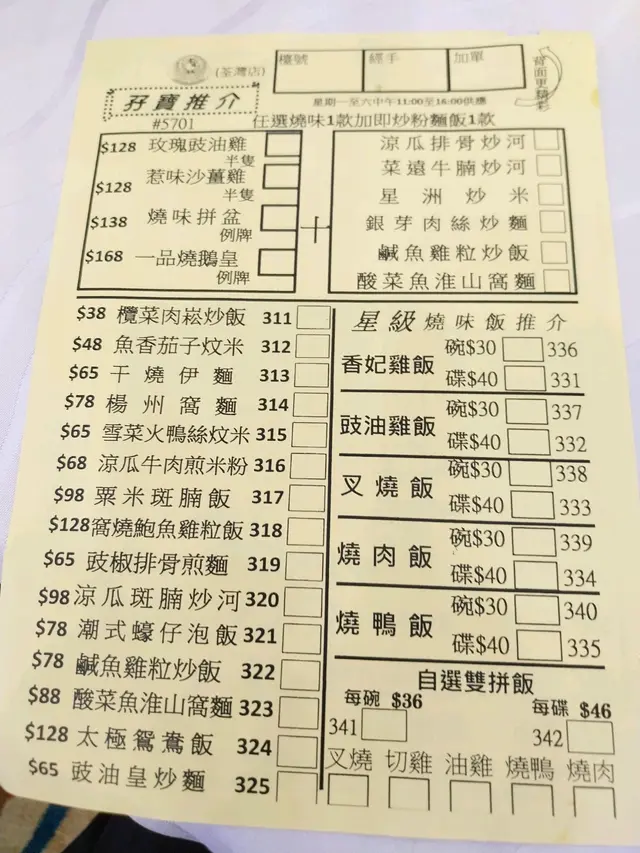 (荃灣店)
檯號 經手 加單
背面更精彩
孖寶推介
#5701
星期一至六中午11:00至16:00供應
任選燒味1款加即炒粉麵飯1款
$128 玫瑰豉油雞 半隻
$128 惹味沙薑雞 半隻
$138 燒味拼盆 例牌
$168 一品燒鵝皇 例牌
十
涼瓜排骨炒河
菜遠牛腩炒河
星洲炒米
銀芽肉絲炒麵
鹹魚雞粒炒飯
酸菜魚淮山窩麵
$38 欖菜肉崧炒飯 311
$48 魚香茄子炆米 312
$65 干燒伊麵 313
$78 楊州窩麵 314
$65 雪菜火鴨絲炆米 315
$68 涼瓜牛肉煎米粉 316
$98 粟米斑腩飯 317
$128 窩燒鮑魚雞粒飯 318
$65 豉椒排骨煎麵 319
$98 涼瓜斑腩炒河 320
$78 潮式蠔仔泡飯 321
$78 鹹魚雞粒炒飯 322
$88 酸菜魚淮山窩麵 323
$128 太極鴛鴦飯 324
$65 豉油皇炒麵 325
星級燒味飯推介
香妃雞飯
碗$30 336
碟$40 331
豉油雞飯
碗$30 337
碟$40 332
叉燒飯
碗$30 338
碟$40 333
燒肉飯
碗$30 339
碟$40 334
燒鴨飯
碗$30 340
碟$40 335
自選雙拼飯
每碗 $36 每碟 $46
341 342
叉燒 切雞 油雞 燒鴨 燒肉